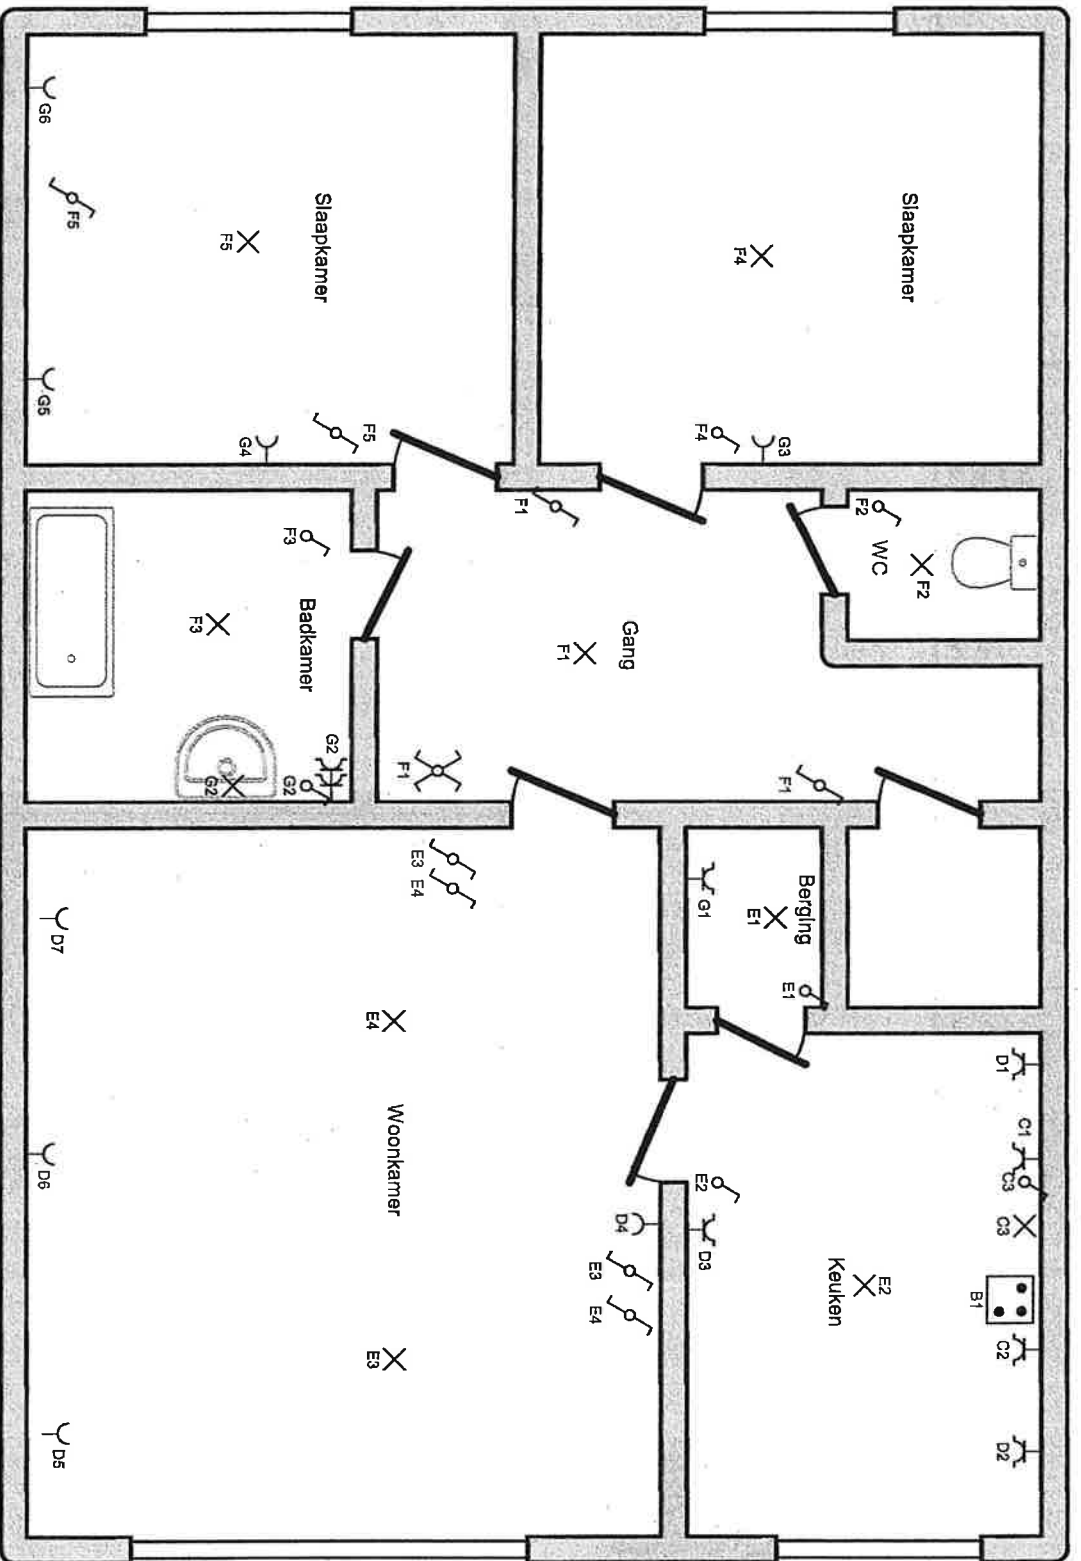 Slaapkamer
F4
F4
G3
Slaapkamer
G6
F5
F5
G5
F5
G4
F2
WC
F2
F1
Gang
F1
F1
F1
F3
Badkamer
F3
G2
G2
G2
Berging
G1
E1
E1
E3
E4
D7
E4
Woonkamer
D6
D4
E3
E4
E3
D5
D1
C1
C3
C3
E2
D3
Keuken
E2
B1
C2
D2